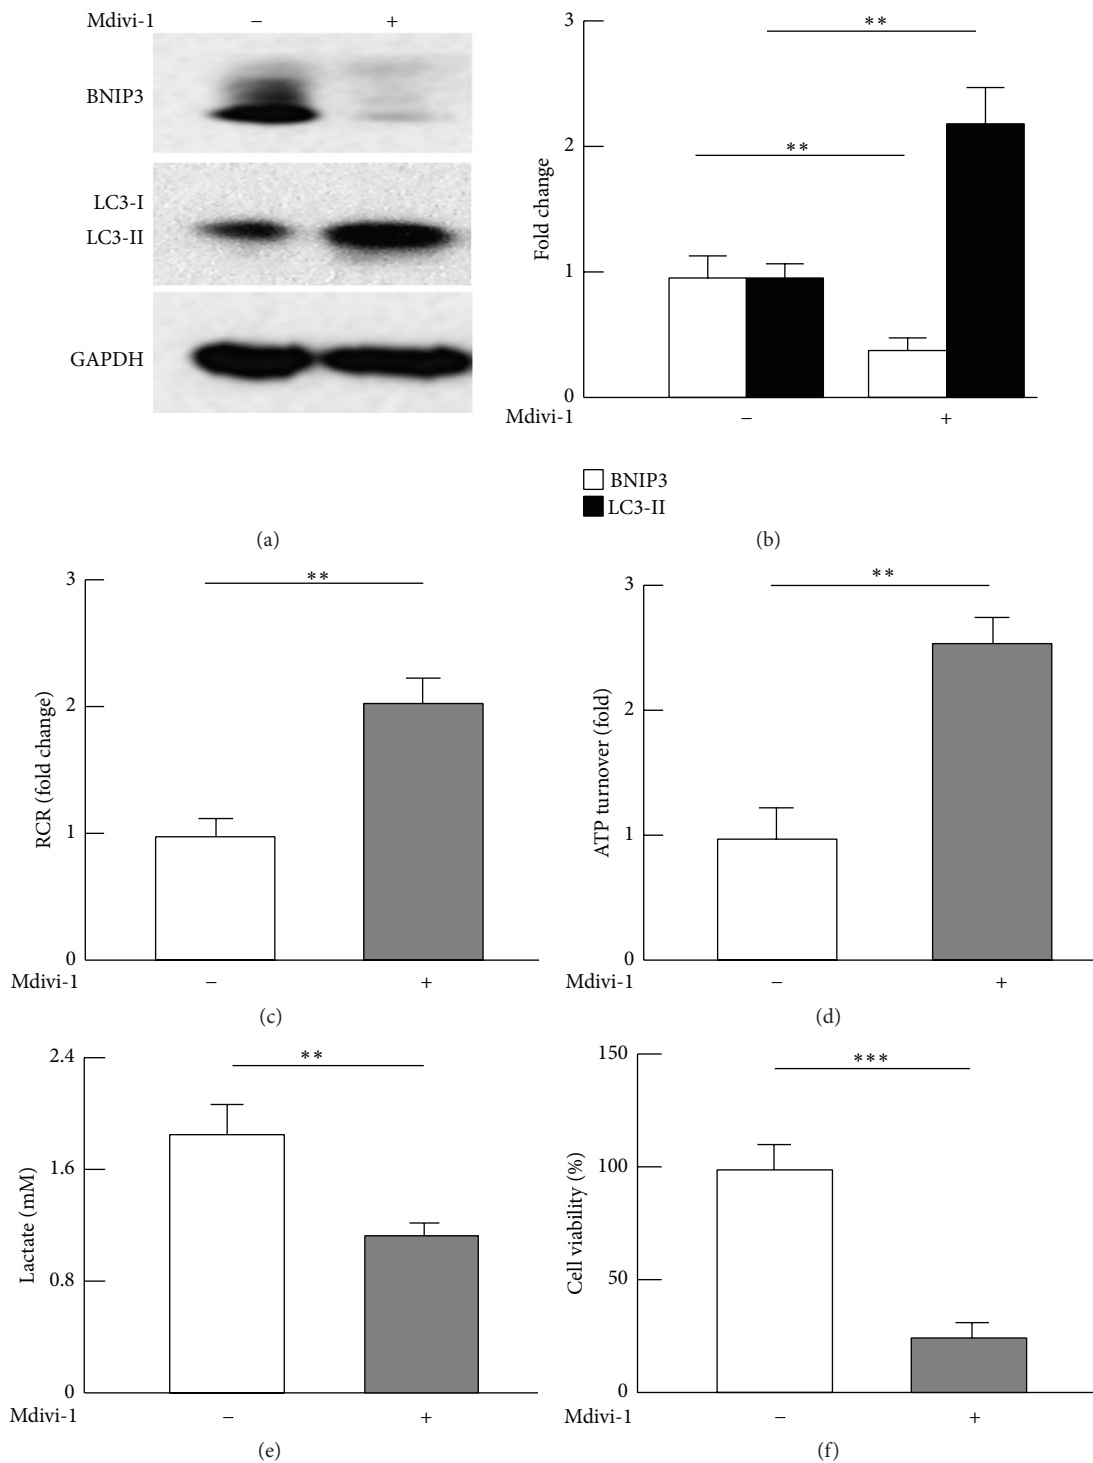 Mdivi-1 − +
BNIP3
LC3-I
LC3-II
GAPDH
(a)
3
2
1
0
Fold change
**
**
Mdivi-1 − +
BNIP3
LC3-II
(b)
3
2
1
0
RCR (fold change)
**
Mdivi-1 − +
(c)
3
2
1
0
ATP turnover (fold)
**
Mdivi-1 − +
(d)
2.4
1.6
0.8
0
Lactate (mM)
**
Mdivi-1 − +
(e)
150
100
50
0
Cell viability (%)
***
Mdivi-1 − +
(f)